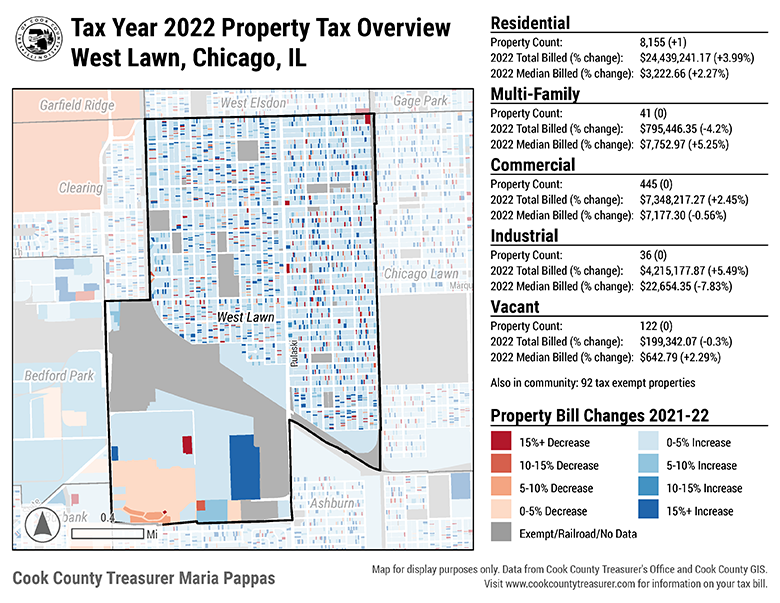 Tax Year 2022 Property Tax Overview
West Lawn, Chicago, IL
Garfield Ridge
West Elsdon
Gage Park
Clearing
Chicago Lawn
Marqu
West Lawn
Pulaski
Bedford Park
Ashburn
bank
0.4
Mi
Residential
Property Count: 8,155 (+1)
2022 Total Billed (% change): $24,439,241.17 (+3.99%)
2022 Median Billed (% change): $3,222.66 (+2.27%)
Multi-Family
Property Count: 41 (0)
2022 Total Billed (% change): $795,446.35 (-4.2%)
2022 Median Billed (% change): $7,752.97 (+5.25%)
Commercial
Property Count: 445 (0)
2022 Total Billed (% change): $7,348,217.27 (+2.45%)
2022 Median Billed (% change): $7,177.30 (-0.56%)
Industrial
Property Count: 36 (0)
2022 Total Billed (% change): $4,215,177.87 (+5.49%)
2022 Median Billed (% change): $22,654.35 (-7.83%)
Vacant
Property Count: 122 (0)
2022 Total Billed (% change): $199,342.07 (-0.3%)
2022 Median Billed (% change): $642.79 (+2.29%)
Also in community: 92 tax exempt properties
Property Bill Changes 2021-22
15%+ Decrease
0-5% Increase
10-15% Decrease
5-10% Increase
5-10% Decrease
10-15% Increase
0-5% Decrease
15%+ Increase
Exempt/Railroad/No Data
Cook County Treasurer Maria Pappas
Map for display purposes only. Data from Cook County Treasurer's Office and Cook County GIS.
Visit www.cookcountytreasurer.com for information on your tax bill.